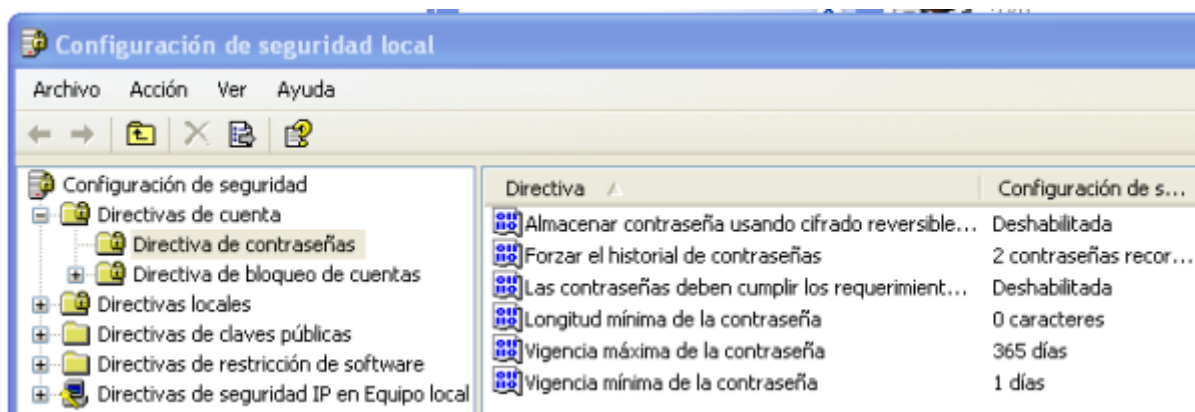 Configuración de seguridad local
Archivo Acción Ver Ayuda
Configuración de seguridad
Directivas de cuenta
Directiva de contraseñas
Directiva de bloqueo de cuentas
Directivas locales
Directivas de claves públicas
Directivas de restricción de software
Directivas de seguridad IP en Equipo local
Directiva Configuración de s...
Almacenar contraseña usando cifrado reversible... Deshabilitada
Forzar el historial de contraseñas 2 contraseñas recor...
Las contraseñas deben cumplir los requerimient... Deshabilitada
Longitud mínima de la contraseña 0 caracteres
Vigencia máxima de la contraseña 365 días
Vigencia mínima de la contraseña 1 días